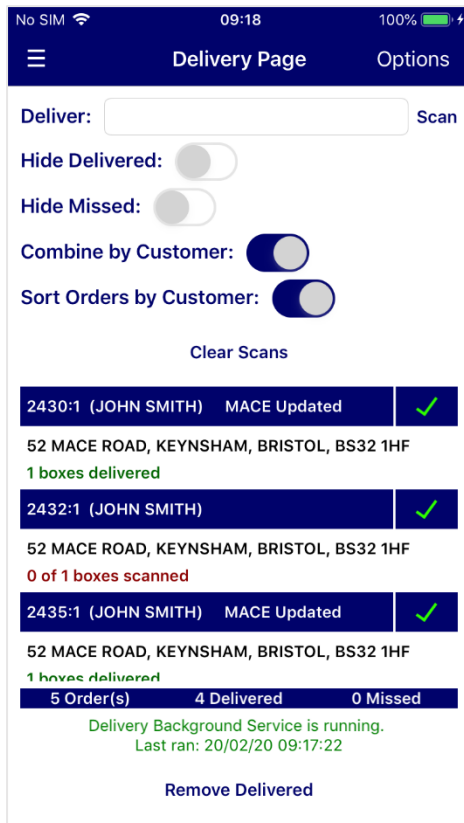 No SIM 09:18 100%
Delivery Page Options
Deliver: Scan
Hide Delivered:
Hide Missed:
Combine by Customer:
Sort Orders by Customer:
Clear Scans
2430:1 (JOHN SMITH) MACE Updated
52 MACE ROAD, KEYNSHAM, BRISTOL, BS32 1HF
1 boxes delivered
2432:1 (JOHN SMITH)
52 MACE ROAD, KEYNSHAM, BRISTOL, BS32 1HF
0 of 1 boxes scanned
2435:1 (JOHN SMITH) MACE Updated
52 MACE ROAD, KEYNSHAM, BRISTOL, BS32 1HF
1 boxes delivered
5 Order(s) 4 Delivered 0 Missed
Delivery Background Service is running.
Last ran: 20/02/20 09:17:22
Remove Delivered